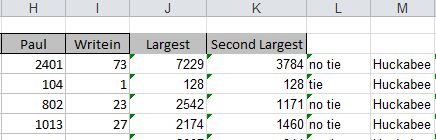 H I J K L M
Paul Writein Largest Second Largest
2401 73 7229 3784 no tie Huckabee
104 1 128 128 tie Huckabee
802 23 2542 1171 no tie Huckabee
1013 27 2174 1460 no tie Huckabee